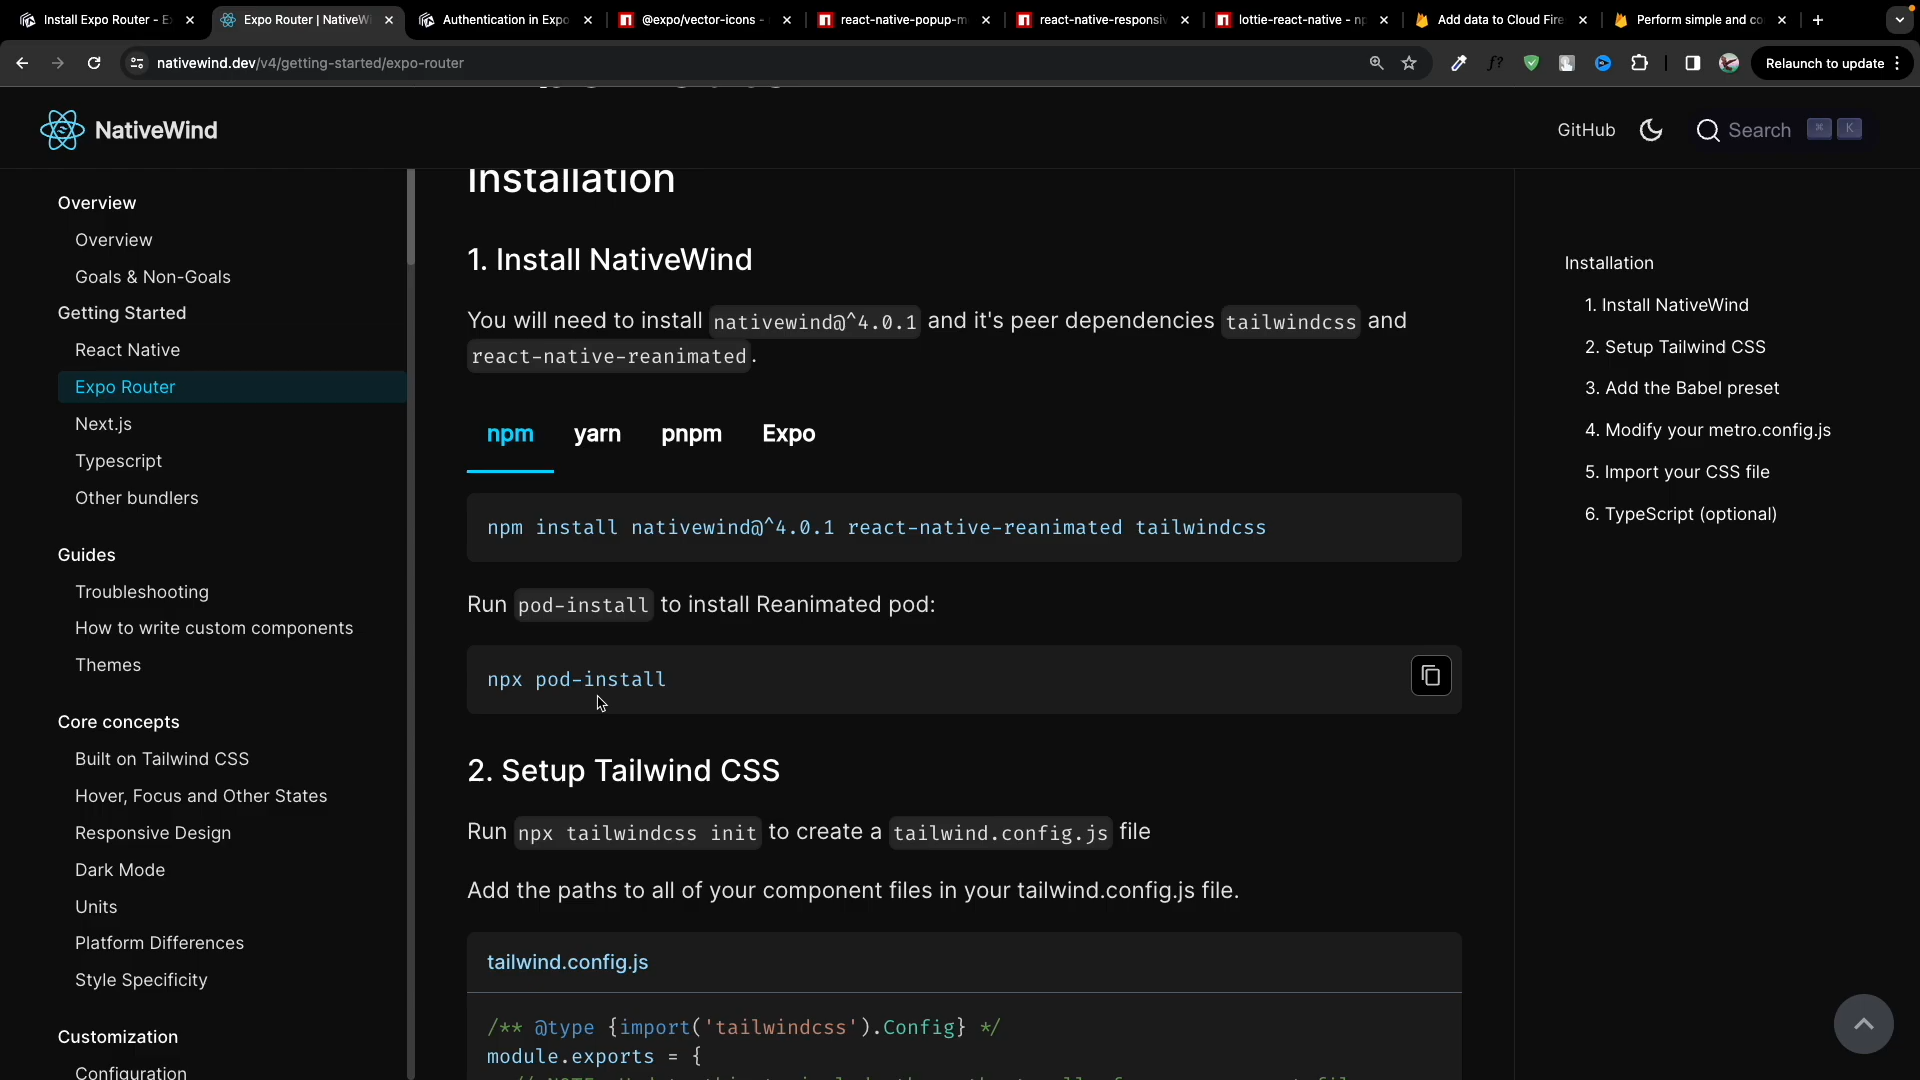 Install Expo Router - E
Expo Router | NativeWi
Authentication in Expo
@expo/vector-icons -
react-native-popup-m
react-native-responsiv
lottie-react-native - np
Add data to Cloud Fire
Perform simple and co
nativewind.dev/v4/getting-started/expo-router
f?
Relaunch to update
NativeWind
GitHub
Search ⌘ K
Overview
Overview
Goals & Non-Goals
Getting Started
React Native
Expo Router
Next.js
Typescript
Other bundlers
Guides
Troubleshooting
How to write custom components
Themes
Core concepts
Built on Tailwind CSS
Hover, Focus and Other States
Responsive Design
Dark Mode
Units
Platform Differences
Style Specificity
Customization
Configuration
Installation
1. Install NativeWind
You will need to install nativewind@^4.0.1 and it's peer dependencies tailwindcss and
react-native-reanimated.
npm yarn pnpm Expo
npm install nativewind@^4.0.1 react-native-reanimated tailwindcss
Run pod-install to install Reanimated pod:
npx pod-install
2. Setup Tailwind CSS
Run npx tailwindcss init to create a tailwind.config.js file
Add the paths to all of your component files in your tailwind.config.js file.
tailwind.config.js
/** @type {import('tailwindcss').Config} */
module.exports = {
Installation
1. Install NativeWind
2. Setup Tailwind CSS
3. Add the Babel preset
4. Modify your metro.config.js
5. Import your CSS file
6. TypeScript (optional)